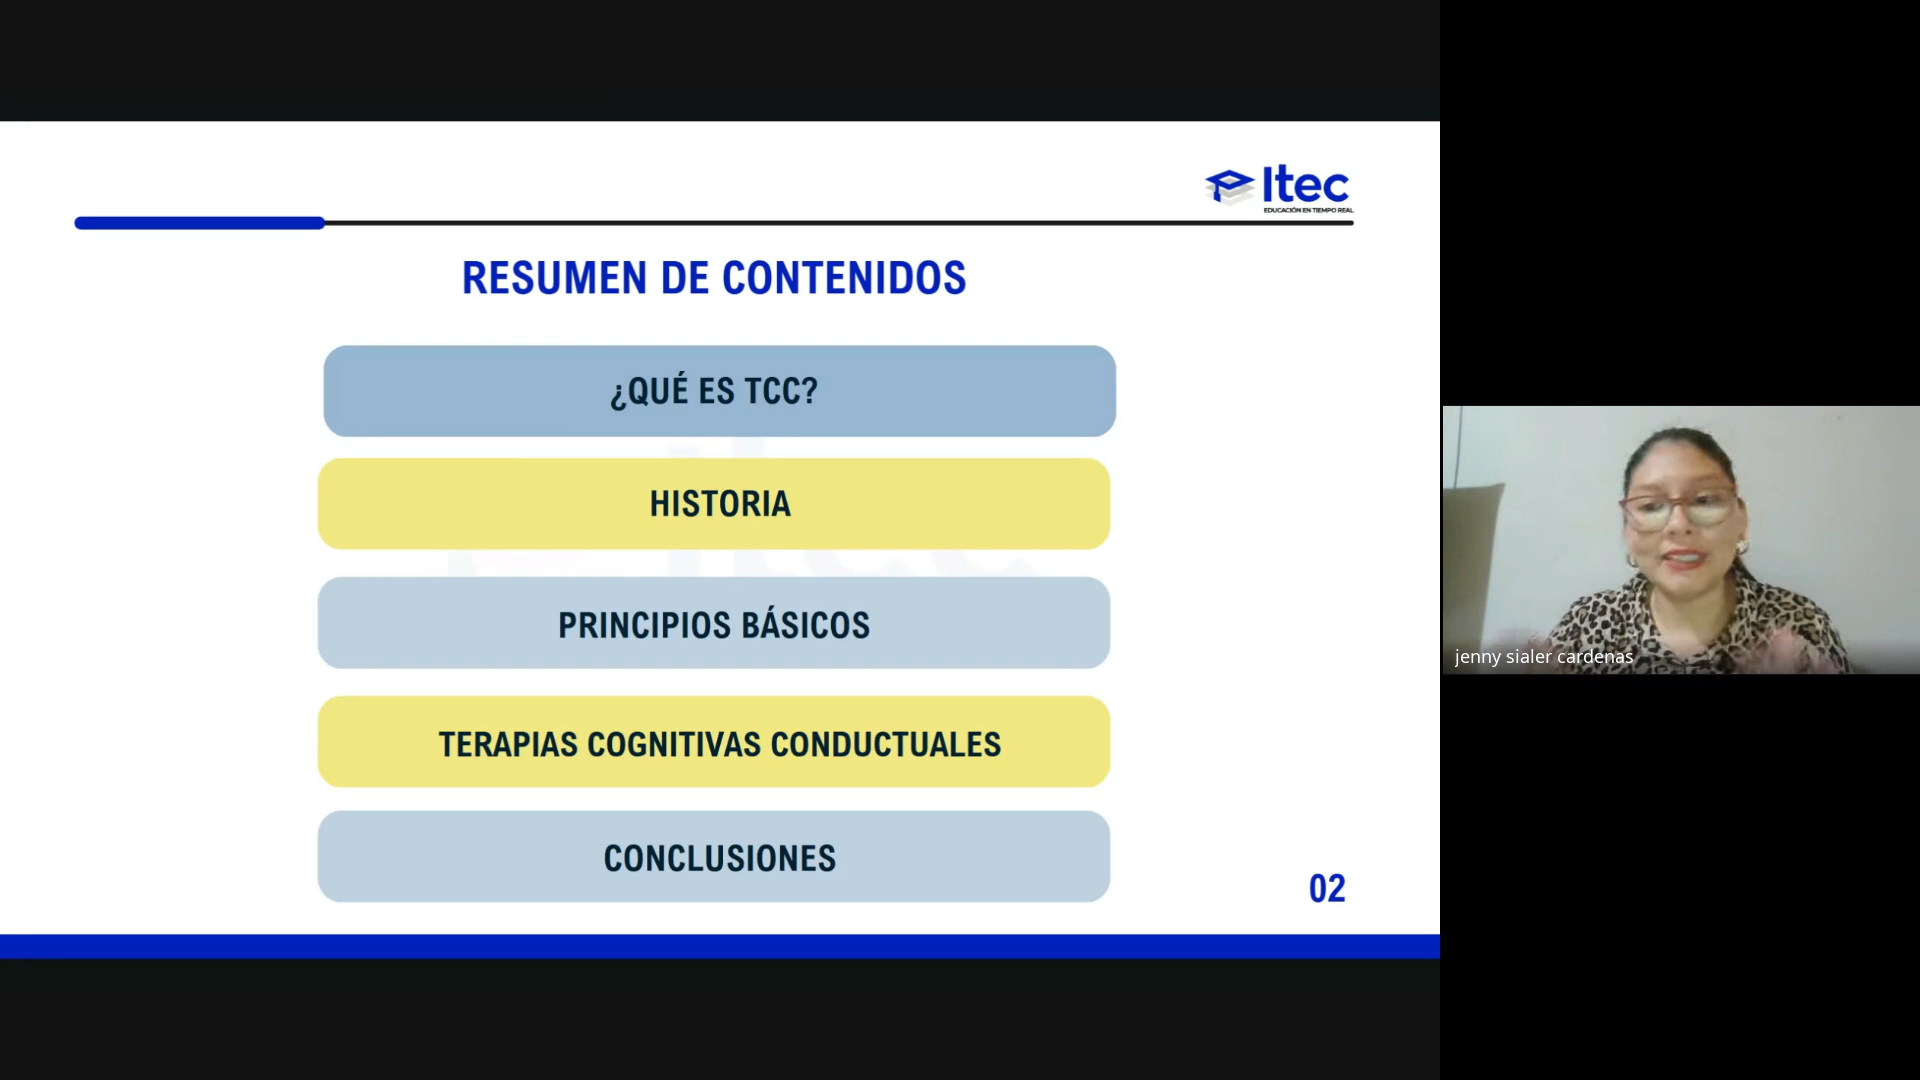 Itec
EDUCACIÓN EN TIEMPO REAL
RESUMEN DE CONTENIDOS
¿QUÉ ES TCC?
HISTORIA
PRINCIPIOS BÁSICOS
TERAPIAS COGNITIVAS CONDUCTUALES
CONCLUSIONES
02
jenny sialer cardenas